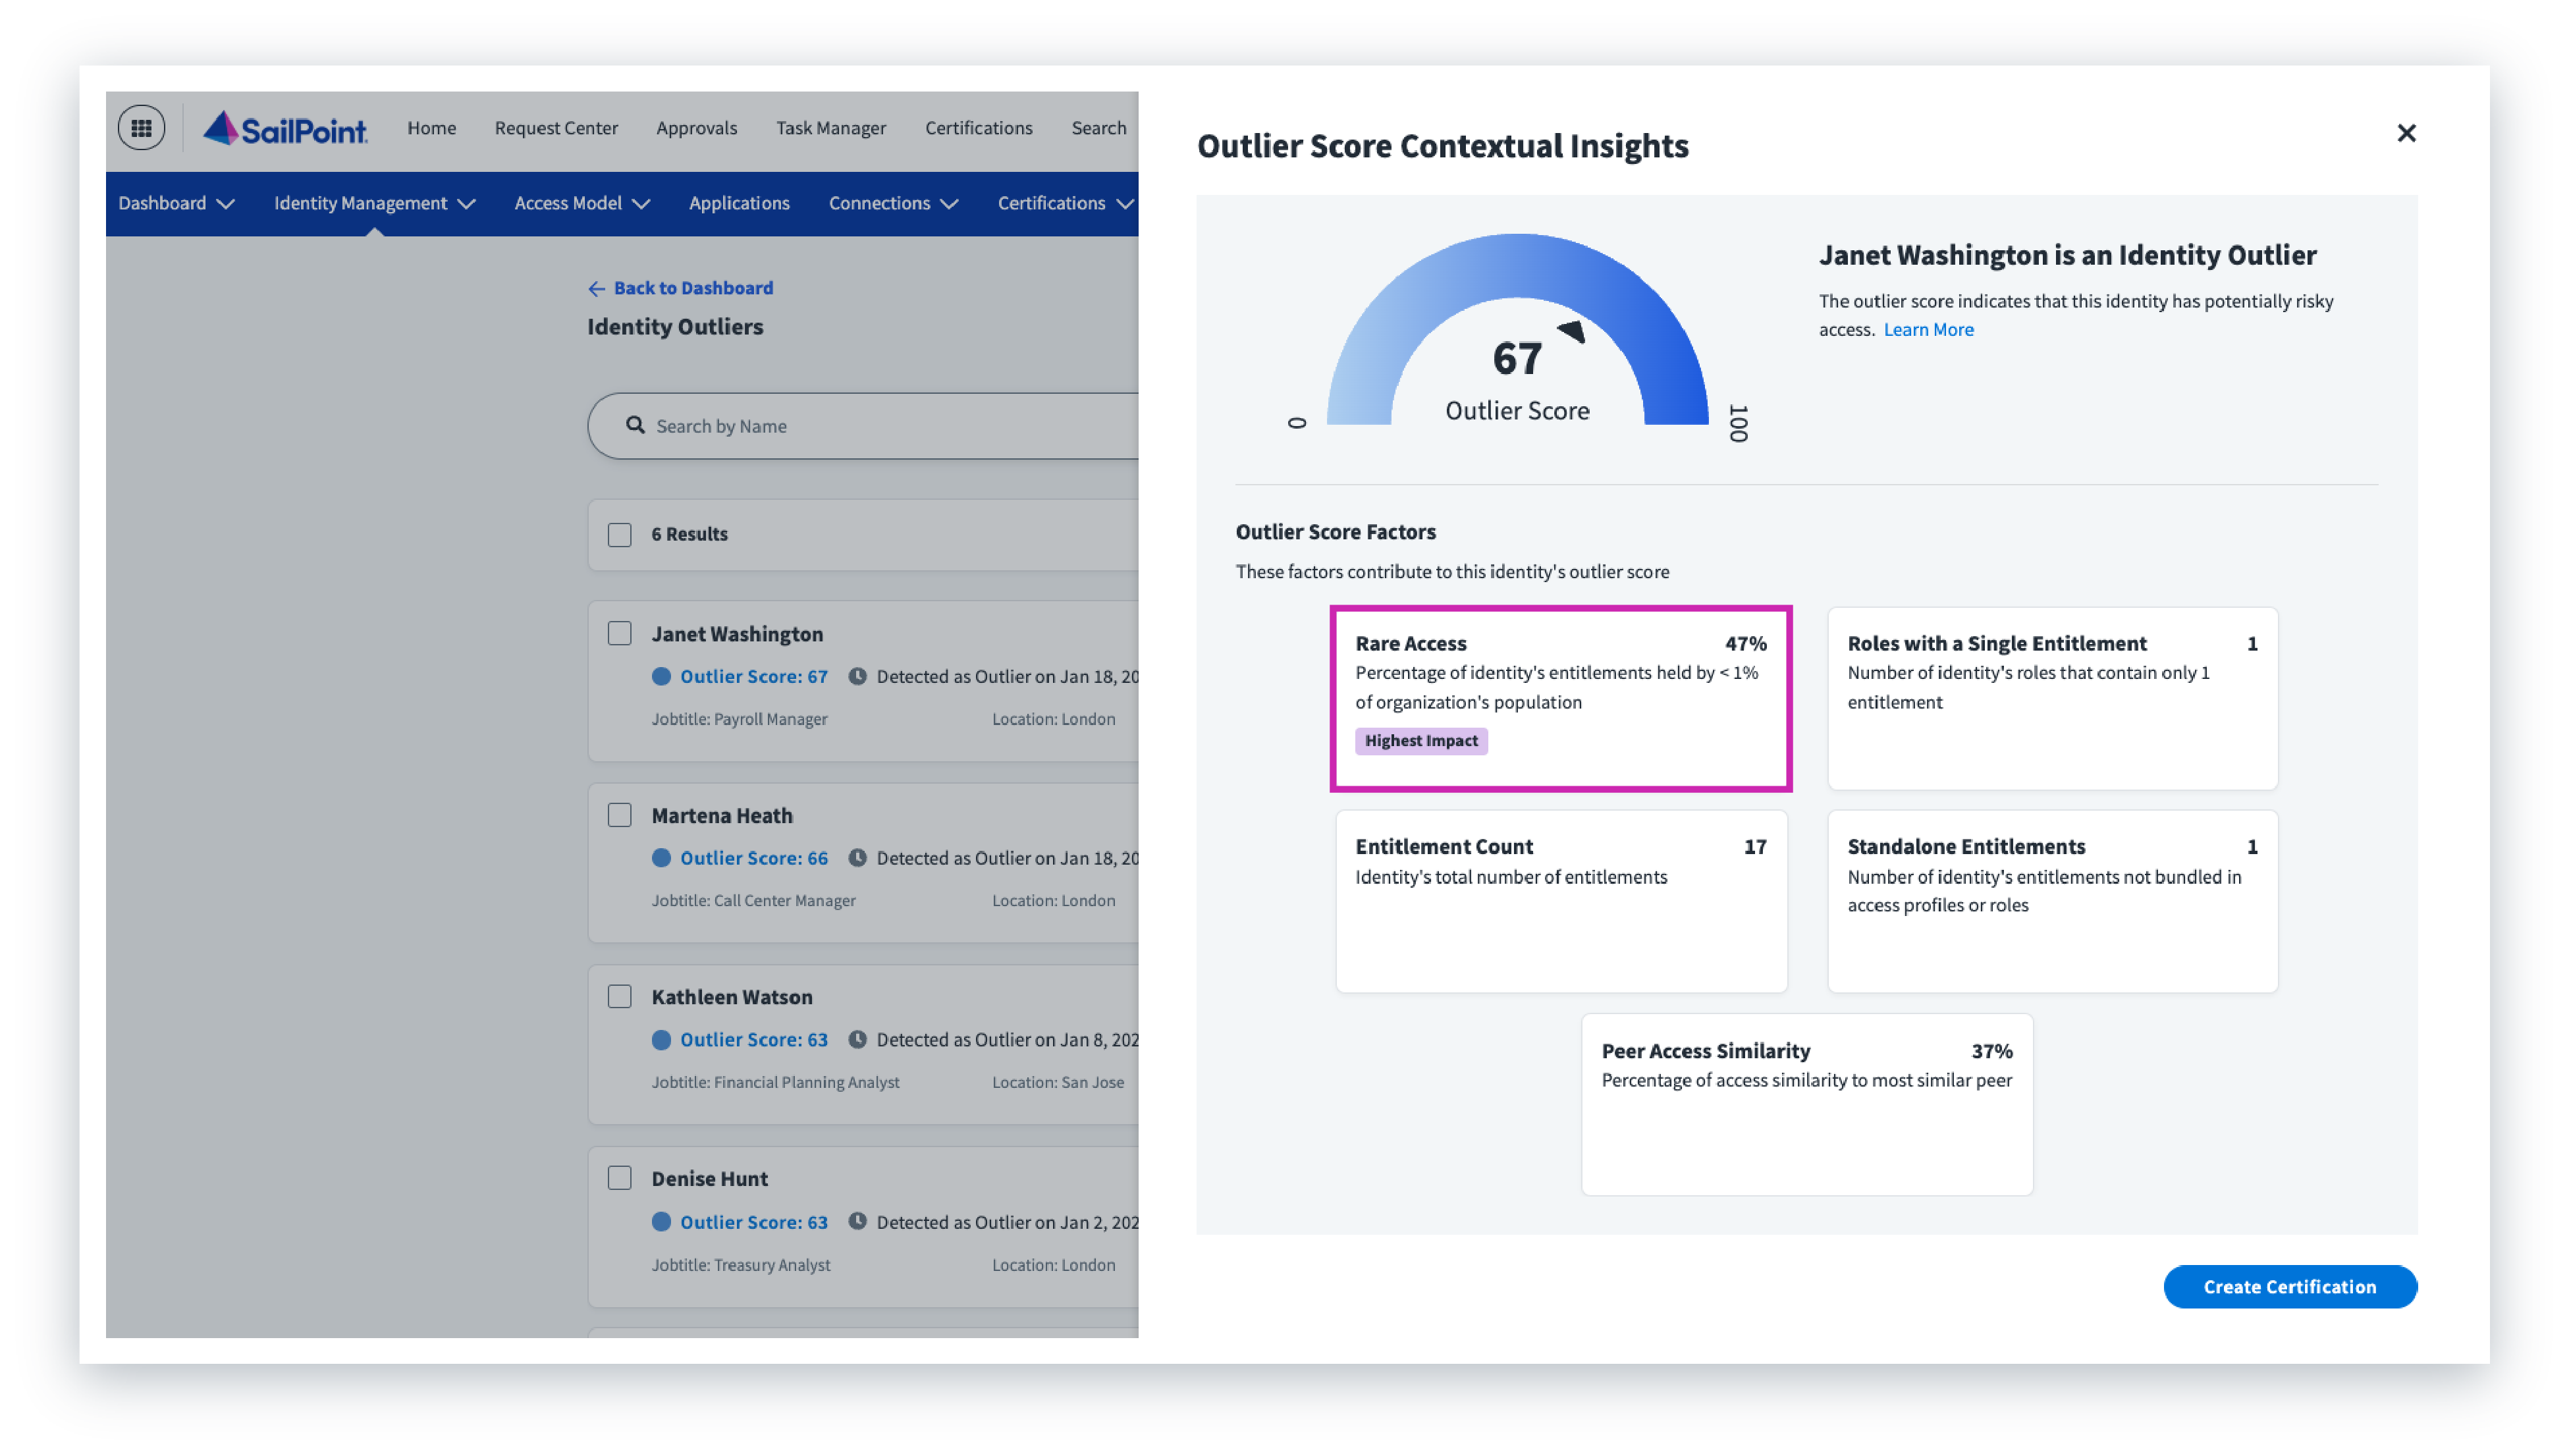 SailPoint
Home Request Center Approvals Task Manager Certifications Search
Dashboard Identity Management Access Model Applications Connections Certifications
Back to Dashboard
Identity Outliers
Search by Name
6 Results
Janet Washington
Outlier Score: 67 Detected as Outlier on Jan 18, 20
Jobtitle: Payroll Manager Location: London
Martena Heath
Outlier Score: 66 Detected as Outlier on Jan 18, 20
Jobtitle: Call Center Manager Location: London
Kathleen Watson
Outlier Score: 63 Detected as Outlier on Jan 8, 202
Jobtitle: Financial Planning Analyst Location: San Jose
Denise Hunt
Outlier Score: 63 Detected as Outlier on Jan 2, 202
Jobtitle: Treasury Analyst Location: London
Outlier Score Contextual Insights
67
Outlier Score
0
100
Janet Washington is an Identity Outlier
The outlier score indicates that this identity has potentially risky
access. Learn More
Outlier Score Factors
These factors contribute to this identity's outlier score
Rare Access 47%
Percentage of identity's entitlements held by < 1%
of organization's population
Highest Impact
Roles with a Single Entitlement 1
Number of identity's roles that contain only 1
entitlement
Entitlement Count 17
Identity's total number of entitlements
Standalone Entitlements 1
Number of identity's entitlements not bundled in
access profiles or roles
Peer Access Similarity 37%
Percentage of access similarity to most similar peer
Create Certification